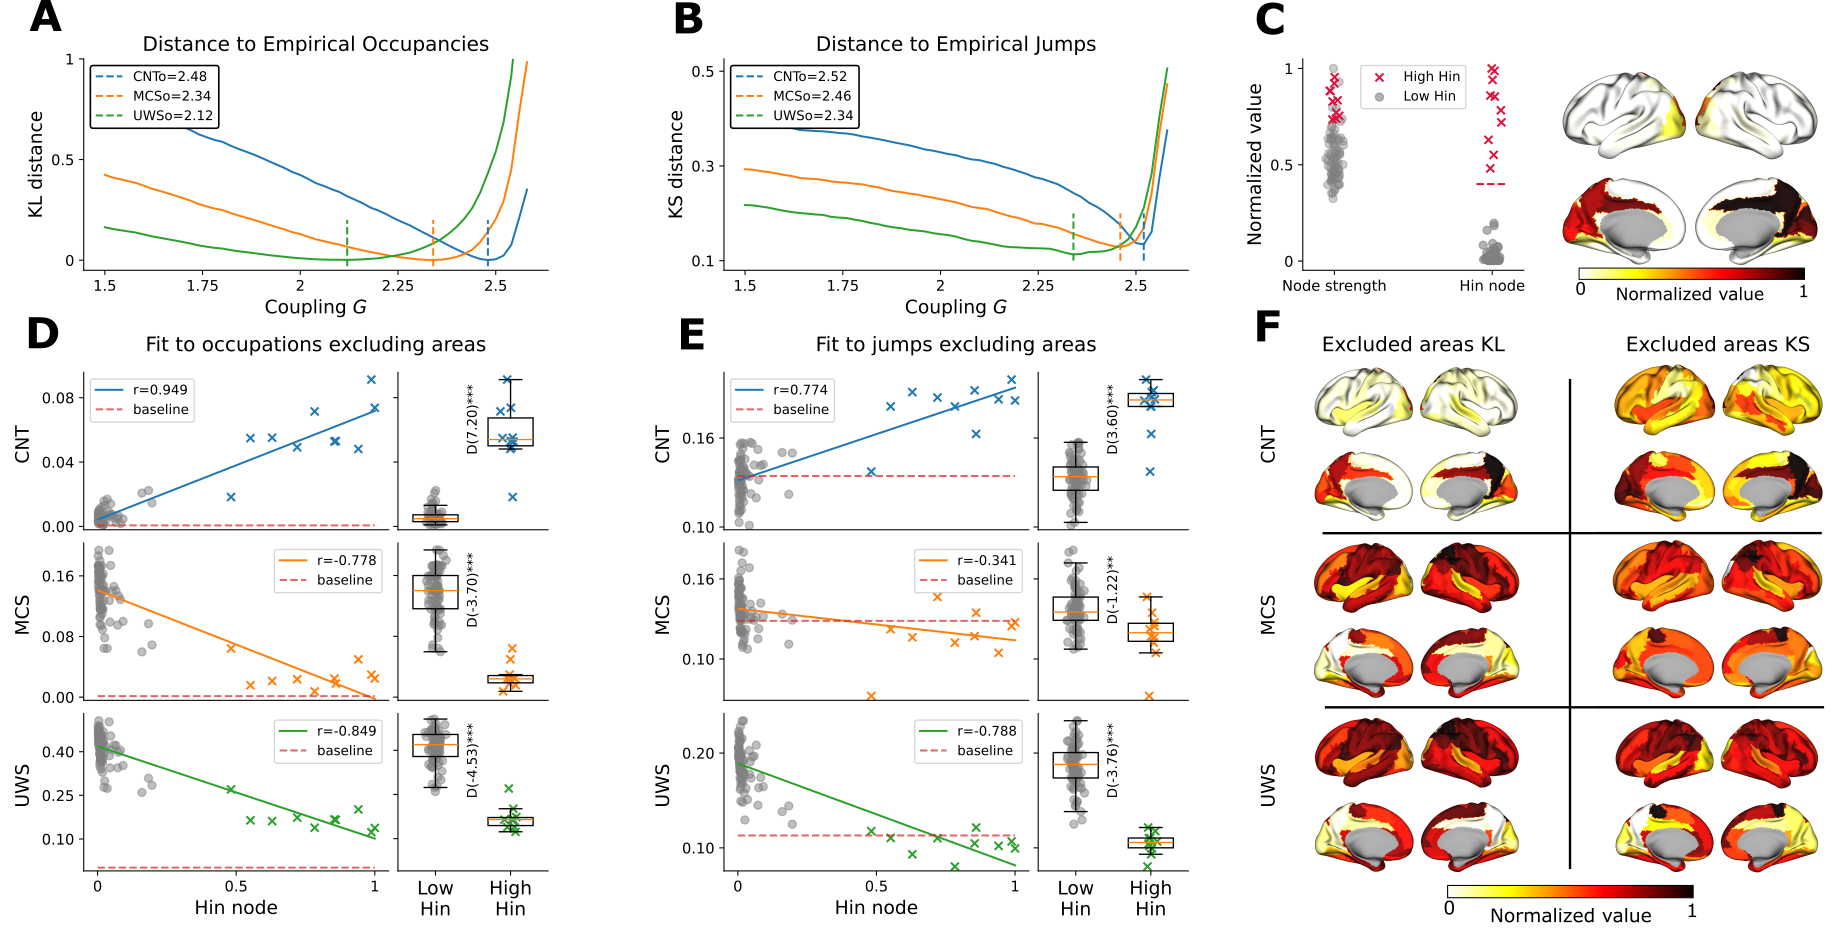 A
Distance to Empirical Occupancies
KL distance
1
0.5
0
CNTo=2.48
MCSo=2.34
UWSo=2.12
1.5
1.75
2
2.25
2.5
Coupling G
B
Distance to Empirical Jumps
KS distance
0.5
0.3
0.1
CNTo=2.52
MCSo=2.46
UWSo=2.34
1.5
1.75
2
2.25
2.5
Coupling G
C
Normalized value
1
0.5
0
High Hin
Low Hin
Node strength
Hin node
0
1
Normalized value
D
Fit to occupations excluding areas
CNT
0.08
0.04
0.00
r=0.949
baseline
D(7.20)***
MCS
0.16
0.08
0.00
r=-0.778
baseline
D(-3.70)***
UWS
0.40
0.25
0.10
r=-0.849
baseline
D(-4.53)***
0
0.5
1
Hin node
Low Hin
High Hin
E
Fit to jumps excluding areas
CNT
0.16
0.10
r=0.774
baseline
D(3.60)***
MCS
0.16
0.10
r=-0.341
baseline
D(-1.22)**
UWS
0.20
0.10
r=-0.788
baseline
D(-3.76)***
0
0.5
1
Hin node
Low Hin
High Hin
F
Excluded areas KL
Excluded areas KS
CNT
MCS
UWS
0
1
Normalized value